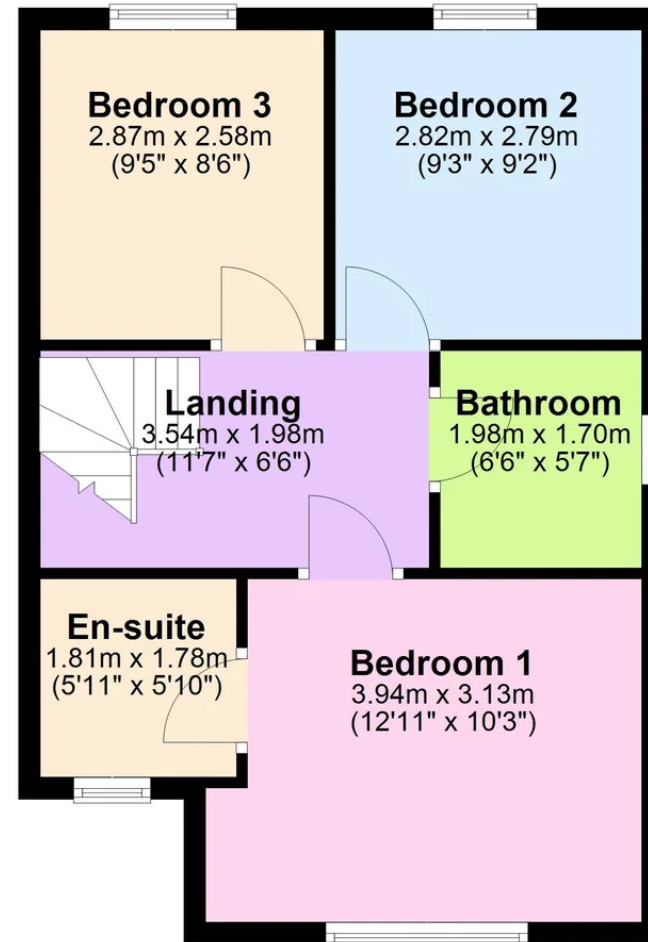 Bedroom 3
2.87m x 2.58m
(9'5" x 8'6")
Bedroom 2
2.82m x 2.79m
(9'3" x 9'2")
Landing
3.54m x 1.98m
(11'7" x 6'6")
Bathroom
1.98m x 1.70m
(6'6" x 5'7")
En-suite
1.81m x 1.78m
(5'11" x 5'10")
Bedroom 1
3.94m x 3.13m
(12'11" x 10'3")